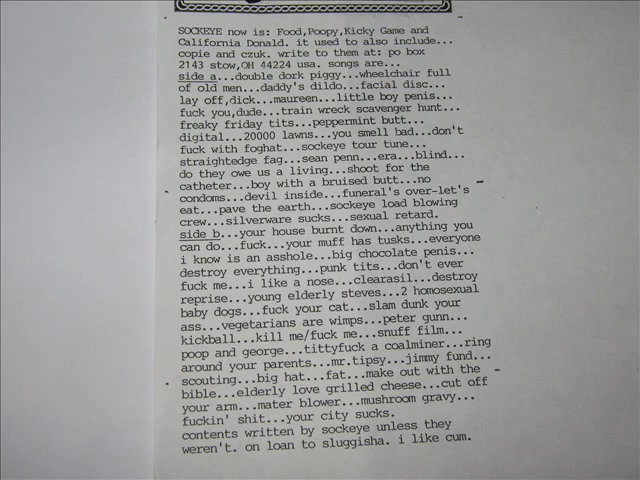 SOCKEYE now is: Food,Poopy,Kicky Game and
California Donald. it used to also include...
copie and czuk. write to them at: po box
2143 stow,OH 44224 usa. songs are...
side a...double dork piggy...wheelchair full
of old men...daddy's dildo...facial disc...
lay off,dick...maureen...little boy penis...
fuck you,dude...train wreck scavenger hunt...
freaky friday tits...peppermint butt...
digital...20000 lawns...you smell bad...don't
fuck with foghat...sockeye tour tune...
straightedge fag...sean penn...era...blind...
do they owe us a living...shoot for the
catheter...boy with a bruised butt...no
condoms...devil inside...funeral's over-let's
eat...pave the earth...sockeye load blowing
crew...silverware sucks...sexual retard.
side b...your house burnt down...anything you
can do...fuck...your muff has tusks...everyone
i know is an asshole...big chocolate penis...
destroy everything...punk tits...don't ever
fuck me...i like a nose...clearasil...destroy
reprise...young elderly steves...2 homosexual
baby dogs...fuck your cat...slam dunk your
ass...vegetarians are wimps...peter gunn...
kickball...kill me/fuck me...snuff film...
poop and george...tittyfuck a coalminer...ring
around your parents...mr.tipsy...jimmy fund...
scouting...big hat...fat...make out with the
bible...elderly love grilled cheese...cut off
your arm...mater blower...mushroom gravy...
fuckin' shit...your city sucks.
contents written by sockeye unless they
weren't. on loan to sluggisha. i like cum.